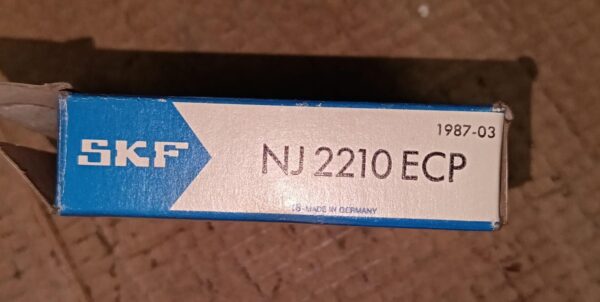 1987-03
SKF
NJ 2210 ECP
MADE IN GERMANY